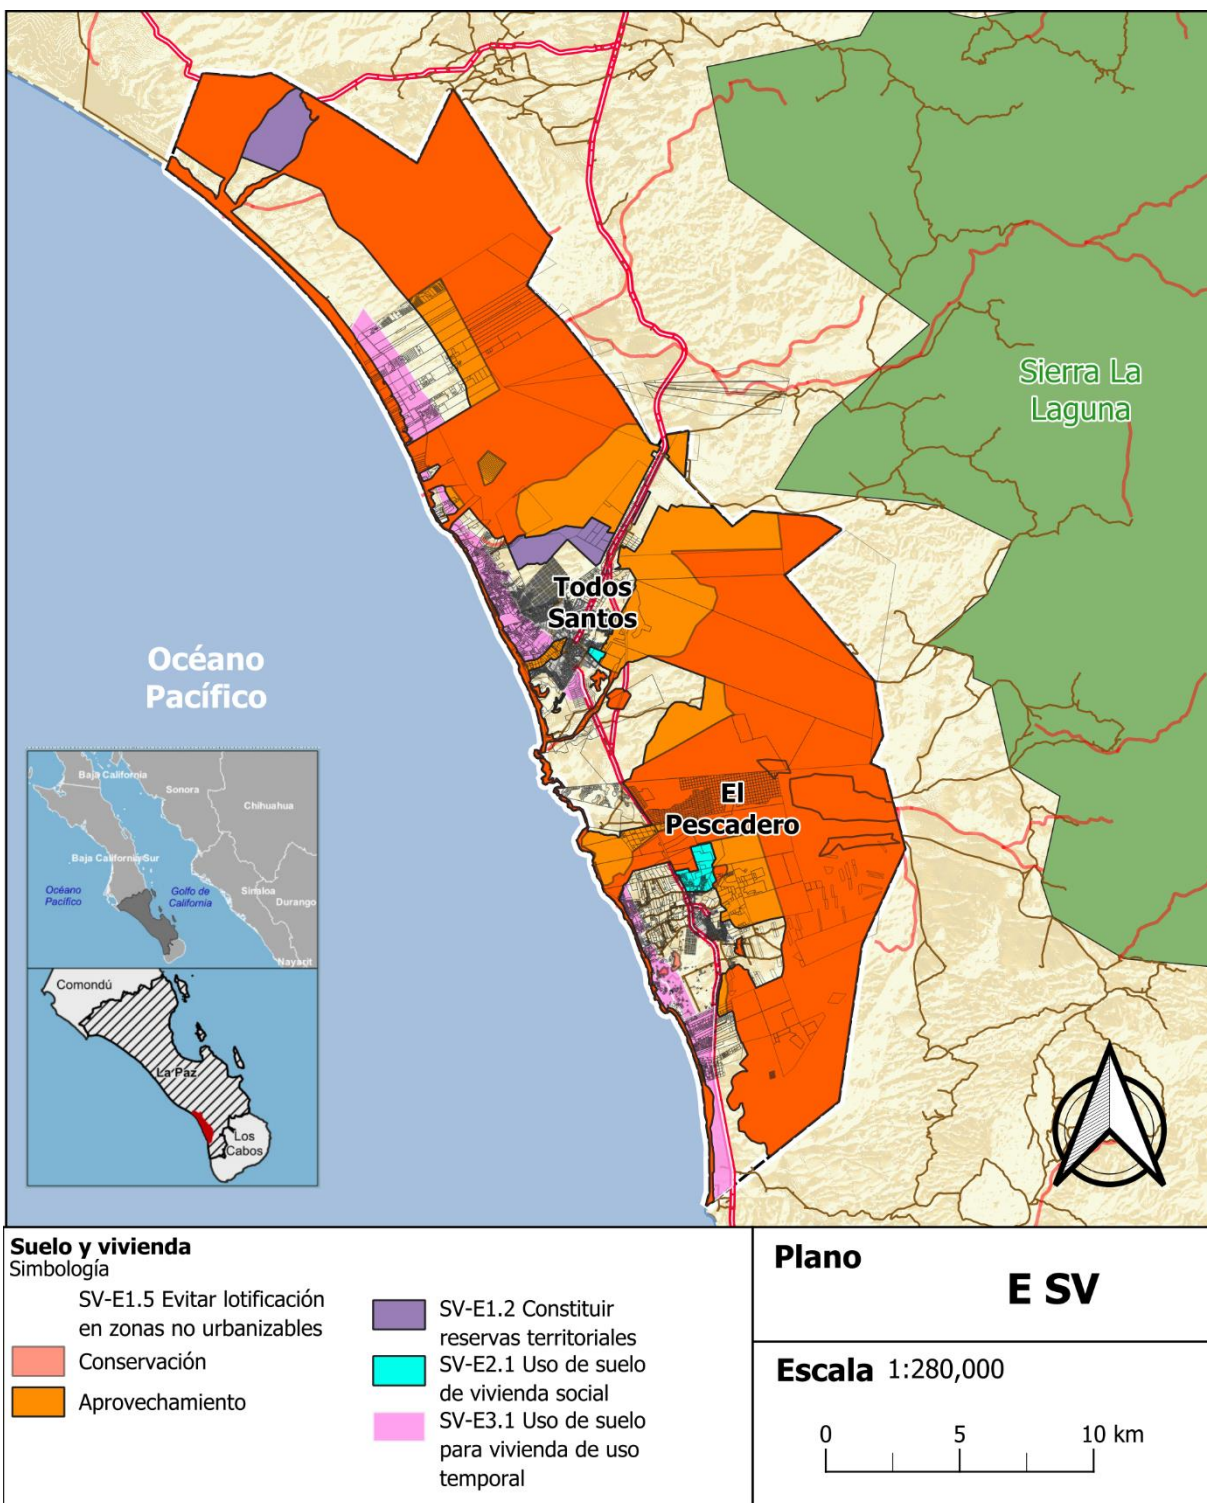 Sierra La
Laguna
Todos
Santos
Océano
Pacífico
El
Pescadero
Baja California
Sonora
Chihuahua
Baja California Sur
Océano
Pacífico
Golfo de
California
Sinaloa
Durango
Nayarit
Comondú
La Paz
Los
Cabos
Suelo y vivienda
Simbología
SV-E1.5 Evitar lotificación
en zonas no urbanizables
Conservación
Aprovechamiento
SV-E1.2 Constituir
reservas territoriales
SV-E2.1 Uso de suelo
de vivienda social
SV-E3.1 Uso de suelo
para vivienda de uso
temporal
Plano
E SV
Escala 1:280,000
0 5 10 km